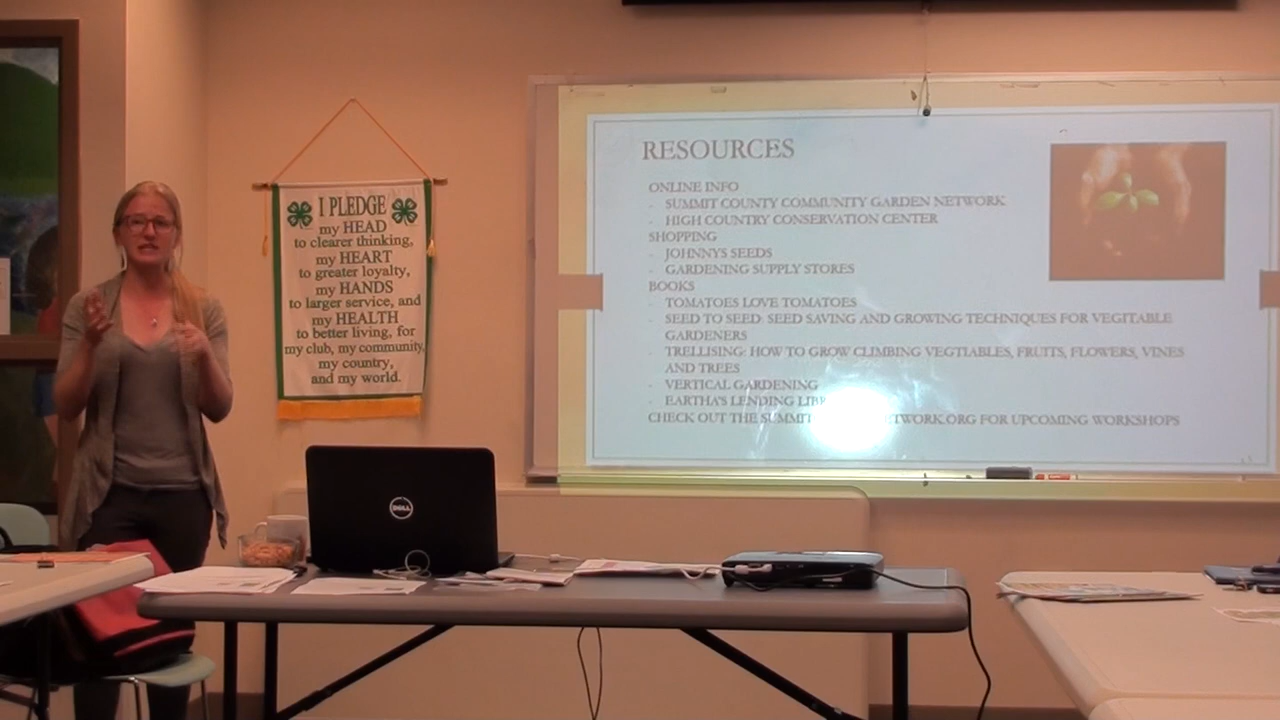 I PLEDGE
my HEAD
to clearer thinking,
my HEART
to greater loyalty,
my HANDS
to larger service, and
my HEALTH
to better living, for
my club, my community,
my country,
and my world.
RESOURCES
ONLINE INFO
- SUMMIT COUNTY COMMUNITY GARDEN NETWORK
- HIGH COUNTRY CONSERVATION CENTER
SHOPPING
- JOHNNYS SEEDS
- GARDENING SUPPLY STORES
BOOKS
- TOMATOES LOVE TOMATOES
- SEED TO SEED: SEED SAVING AND GROWING TECHNIQUES FOR VEGITABLE
GARDENERS
- TRELLISING: HOW TO GROW CLIMBING VEGTIABLES, FRUITS, FLOWERS, VINES
AND TREES
- VERTICAL GARDENING
- EARTHA'S LENDING
CHECK OUT THE FOR UPCOMING WORKSHOPS
DELL